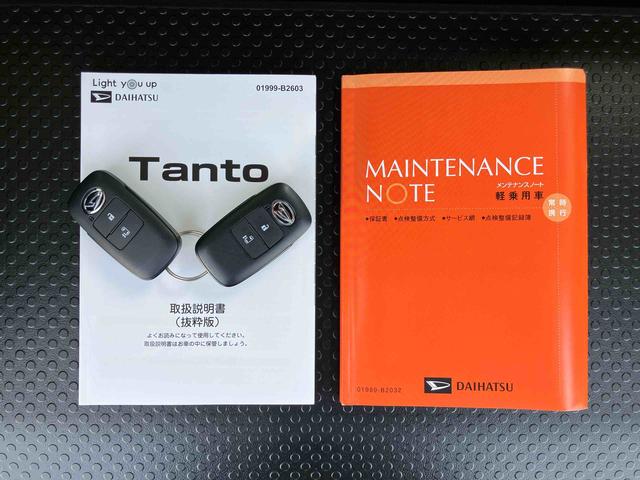 Light you up
DAIHATSU
01999-B2603
Tanto
取扱説明書
(抜粋版)
よくお読みになって使用してください。
取扱説明書はお車の中に保管しましょう。
MAINTENANCE
NOTE
メンテナンスノート
軽乗用車
常時
携行
●保証書 ●点検整備方式 ●サービス網 ●点検整備記録簿
01999-B2032
DAIHATSU